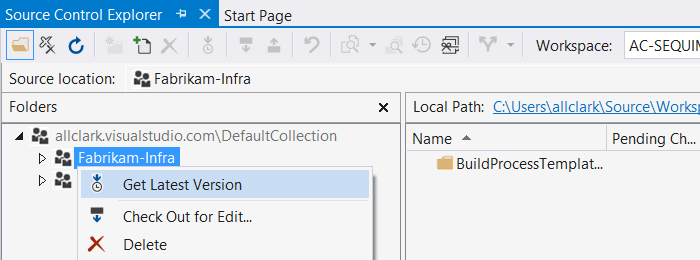 Source Control Explorer Start Page
Workspace: AC-SEQUIM
Source location: Fabrikam-Infra
Folders
Local Path: C:\Users\allclark\Source\Worksp
allclark.visualstudio.com\DefaultCollection
Name Pending Ch...
Fabrikam-Infra
BuildProcessTemplat...
Get Latest Version
Check Out for Edit...
Delete